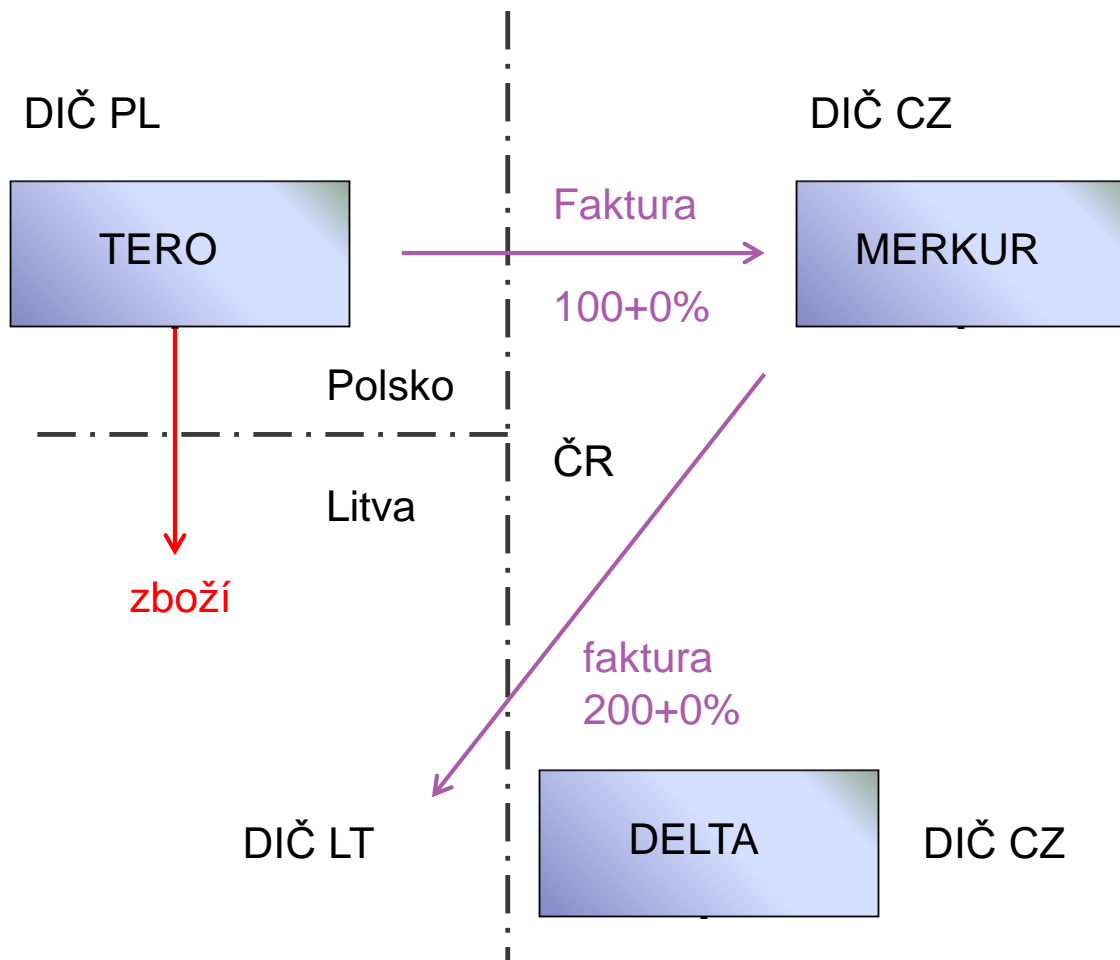 DIČ PL
DIČ CZ
TERO
Faktura
MERKUR
100+0%
Polsko
ČR
Litva
zboží
faktura
200+0%
DIČ LT
DELTA
DIČ CZ